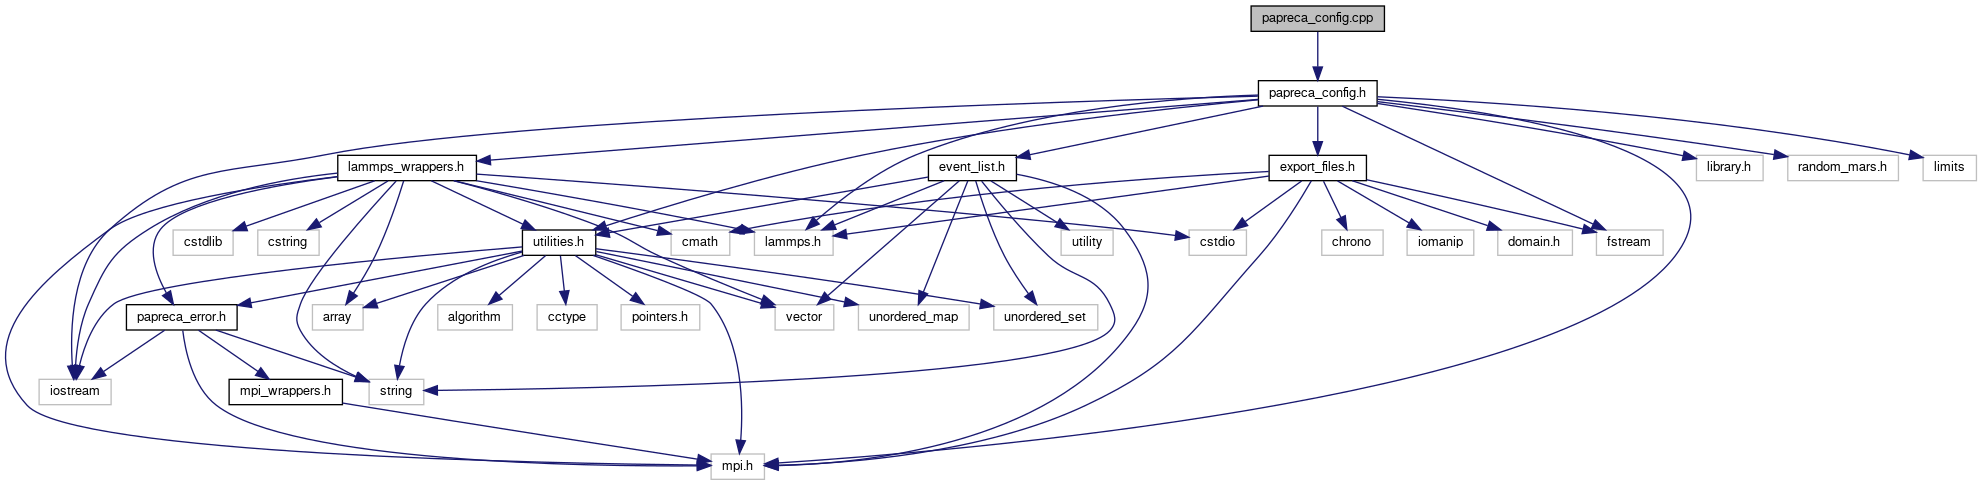 papreca_config.cpp
papreca_config.h
lammps_wrappers.h
event_list.h
export_files.h
library.h
random_mars.h
limits
cstdlib
cstring
utilities.h
cmath
lammps.h
utility
cstdio
chrono
iomanip
domain.h
fstream
papreca_error.h
array
algorithm
cctype
pointers.h
vector
unordered_map
unordered_set
iostream
mpi_wrappers.h
string
mpi.h